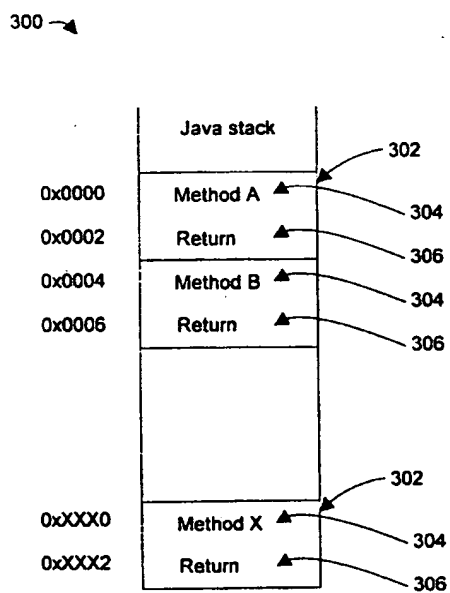 300
Java stack
302
0x0000 Method A 304
0x0002 Return 306
0x0004 Method B 304
0x0006 Return 306
302
0xXXX0 Method X 304
0xXXX2 Return 306